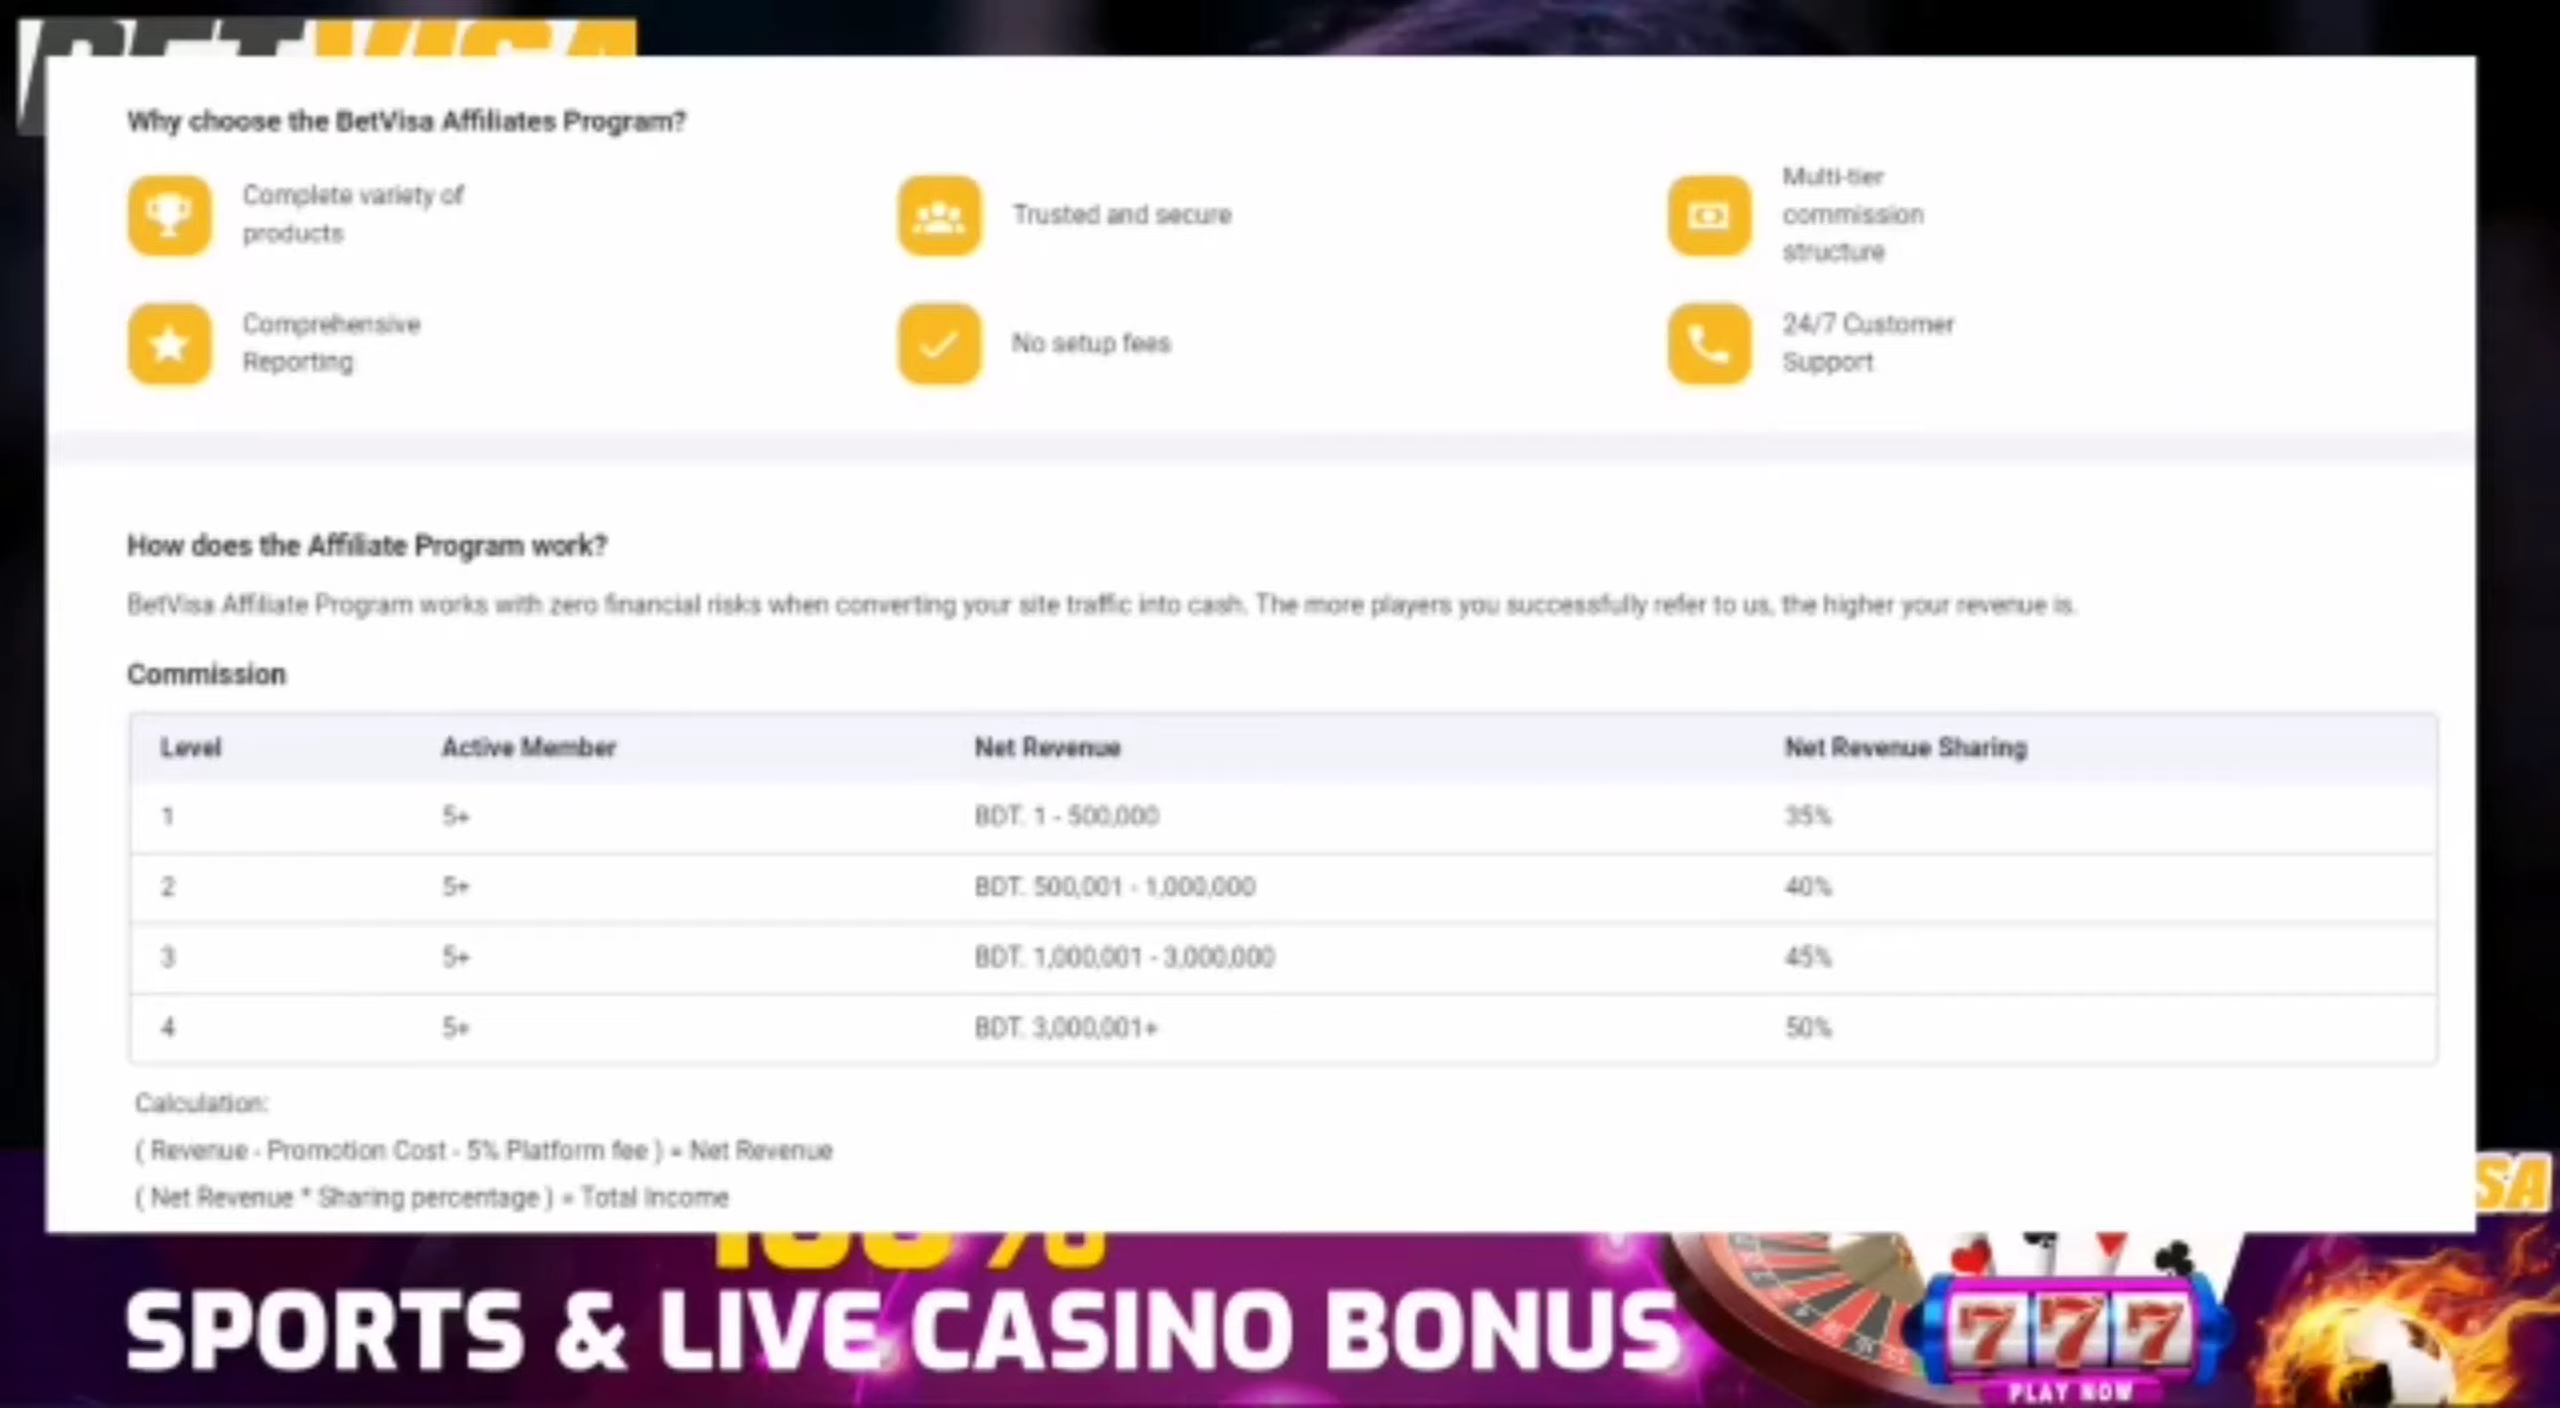 BETVISA
Why choose the BetVisa Affiliates Program?
Complete variety of
products
Trusted and secure
Multi-tier
commission
structure
Comprehensive
Reporting
No setup fees
24/7 Customer
Support
How does the Affiliate Program work?
BetVisa Affiliate Program works with zero financial risks when converting your site traffic into cash. The more players you successfully refer to us, the higher your revenue is.
Commission
Level Active Member Net Revenue Net Revenue Sharing
1 5+ BDT. 1 - 500,000 35%
2 5+ BDT. 500,001 - 1,000,000 40%
3 5+ BDT. 1,000,001 - 3,000,000 45%
4 5+ BDT. 3,000,001+ 50%
Calculation:
( Revenue - Promotion Cost - 5% Platform fee ) = Net Revenue
( Net Revenue * Sharing percentage ) = Total Income
SA
SPORTS & LIVE CASINO BONUS
777
PLAY NOW